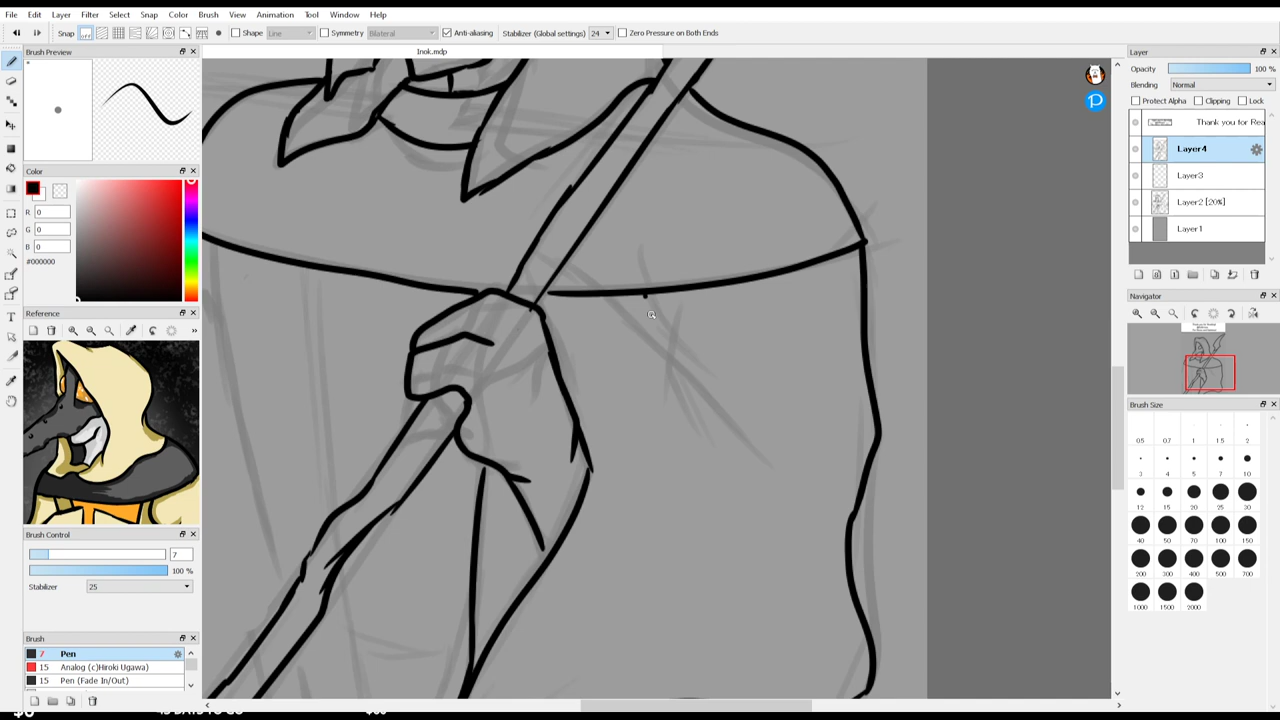 File Edit Layer Filter Select Snap Color Brush View Animation Tool Window Help
Snap OFF Shape Line Symmetry Bilateral Anti-aliasing Stabilizer (Global settings) 24 Zero Pressure on Both Ends
Brush Preview
Inok.mdp
Layer
Opacity 100 %
Blending Normal
Protect Alpha Clipping Lock
Thank you for Rea
Layer4
Layer3
Layer2 [20%]
Layer1
Color
R 0
G 0
B 0
#000000
Reference
Navigator
Brush Size
0.5 0.7 1 1.5 2
3 4 5 7 10
12 15 20 25 30
40 50 70 100 150
200 300 400 500 700
1000 1500 2000
Brush Control
7
100 %
Stabilizer 25
Brush
7 Pen
15 Analog (c)Hiroki Ugawa)
15 Pen (Fade In/Out)